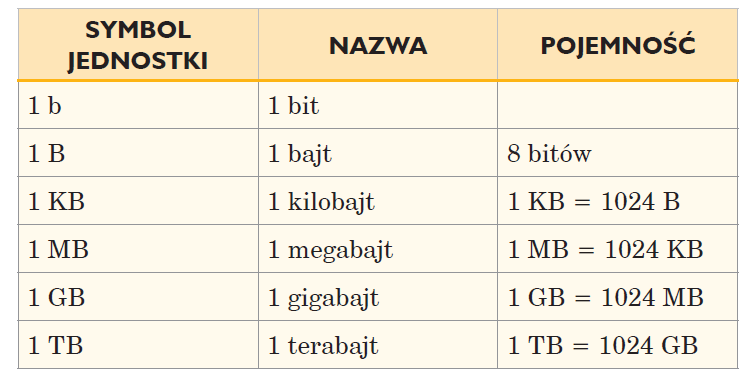 SYMBOL
JEDNOSTKI
NAZWA
POJEMNOŚĆ
1 b
1 bit
1 B
1 bajt
8 bitów
1 KB
1 kilobajt
1 KB = 1024 B
1 MB
1 megabajt
1 MB = 1024 KB
1 GB
1 gigabajt
1 GB = 1024 MB
1 TB
1 terabajt
1 TB = 1024 GB